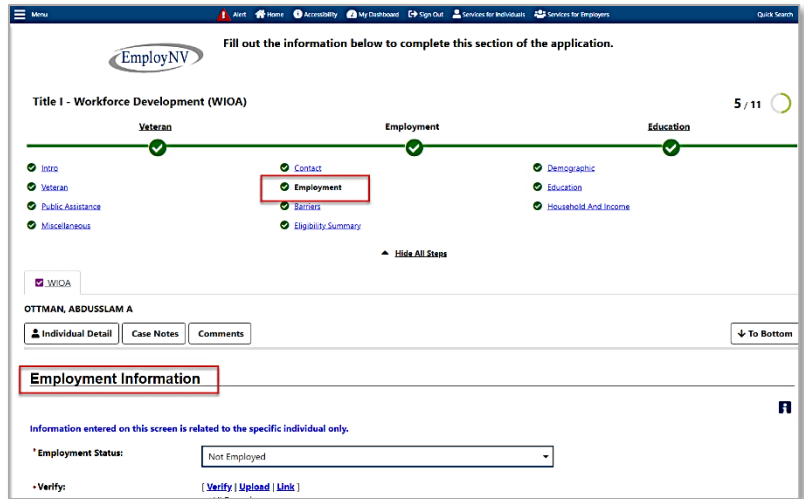 Menu Alert Home Accessibility My Dashboard Sign Out Services for Individuals Services for Employers Quick Search
EmployNV
Fill out the information below to complete this section of the application.
Title I - Workforce Development (WIOA)
5 / 11
Veteran Employment Education
Intro Contact Demographic
Veteran Employment Education
Public Assistance Barriers Household And Income
Miscellaneous Eligibility Summary
Hide All Steps
WIOA
OTTMAN, ABDUSSLAM A
Individual Detail Case Notes Comments To Bottom
Employment Information
Information entered on this screen is related to the specific individual only.
*Employment Status: Not Employed
Verify: [ Verify | Upload | Link ]